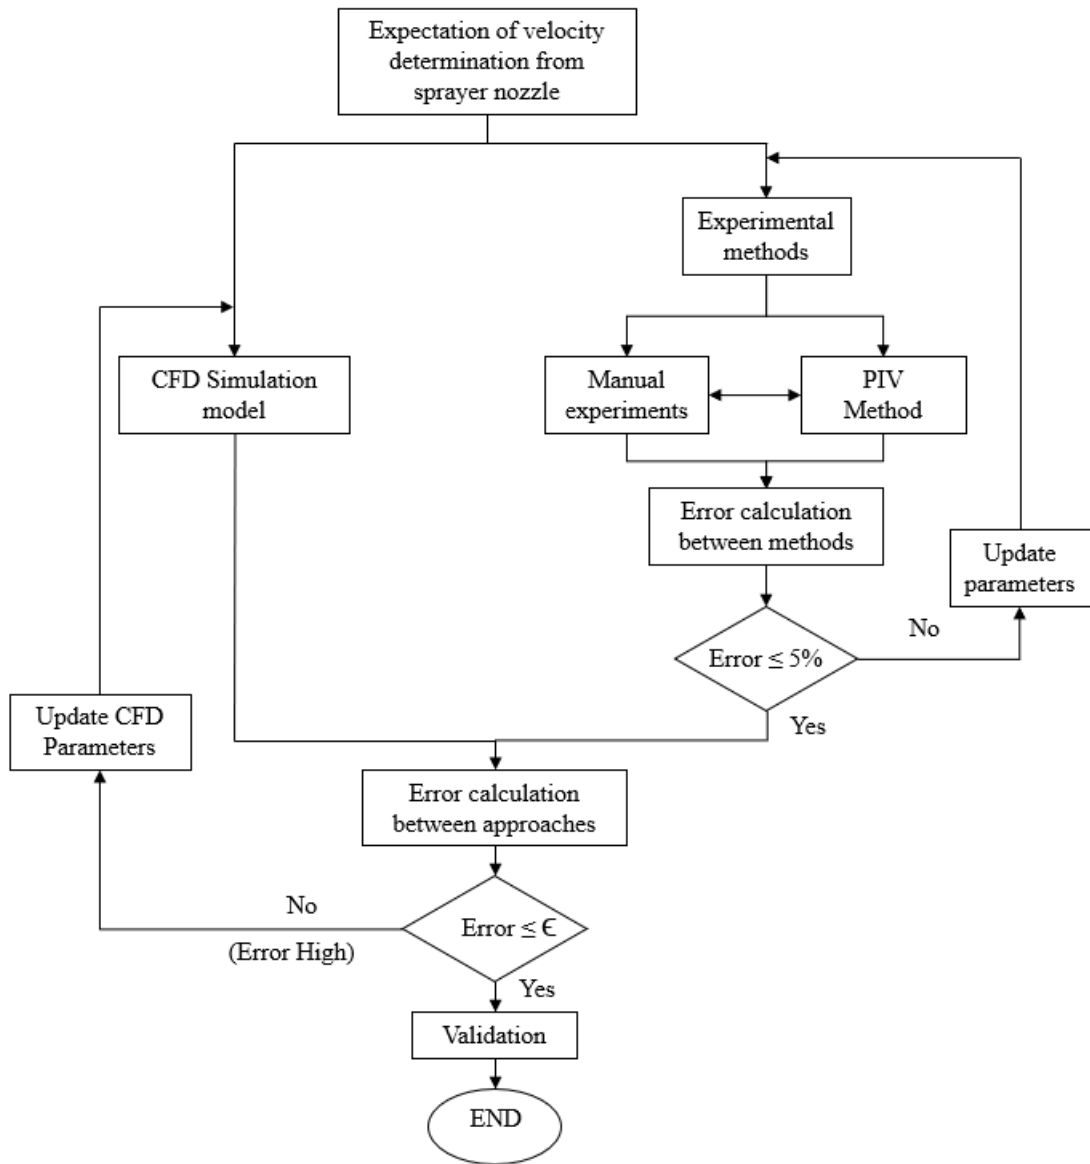 Expectation of velocity
determination from
sprayer nozzle
Experimental
methods
CFD Simulation
model
Manual
experiments
PIV
Method
Error calculation
between methods
Update
parameters
No
Error ≤ 5%
Yes
Update CFD
Parameters
Error calculation
between approaches
No
(Error High)
Error ≤ ϵ
Yes
Validation
END